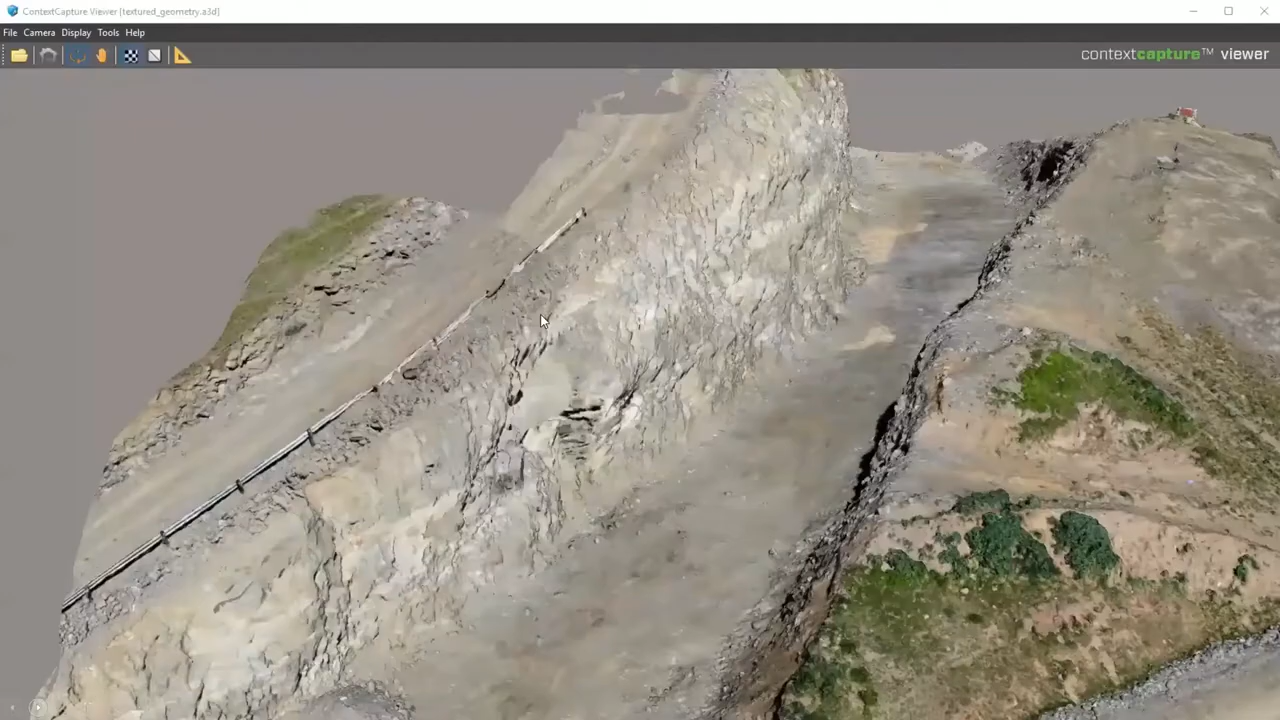 ContextCapture Viewer [textured_geometry.a3d]
File Camera Display Tools Help
contextcapture™ viewer